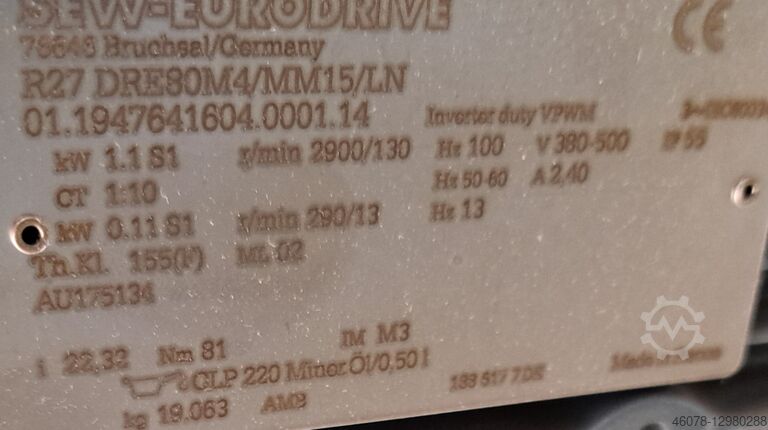 SEW-EURODRIVE
76646 Bruchsal/Germany
R27 DRE80M4/MM15/LN
01.1947641604.0001.14 Inverter duty VPWM
kW 1.1 S1 r/min 2900/130 Hz 100 V 380-500 IP 55
CT 1:10 Hz 50-60 A 2,40
kW 0.11 S1 r/min 290/13 Hz 13
Th.Kl. 155(F) ML 02
AU175134
i 22,32 Nm 81 IM M3
CLP 220 Miner.Öl/0,50 l
kg 19.063 AMB Made in
CE
46078-12980288